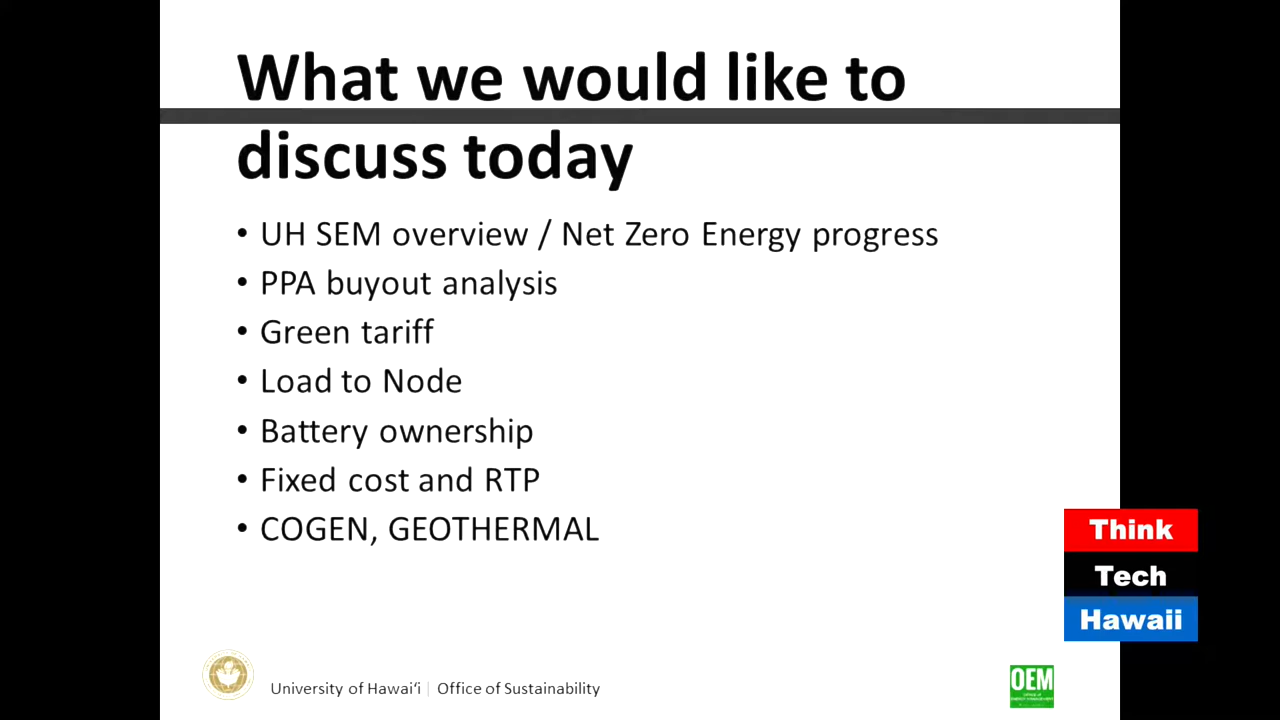 What we would like to
discuss today
• UH SEM overview / Net Zero Energy progress
• PPA buyout analysis
• Green tariff
• Load to Node
• Battery ownership
• Fixed cost and RTP
• COGEN, GEOTHERMAL
Think
Tech
Hawaii
University of Hawaiʻi | Office of Sustainability
OEM